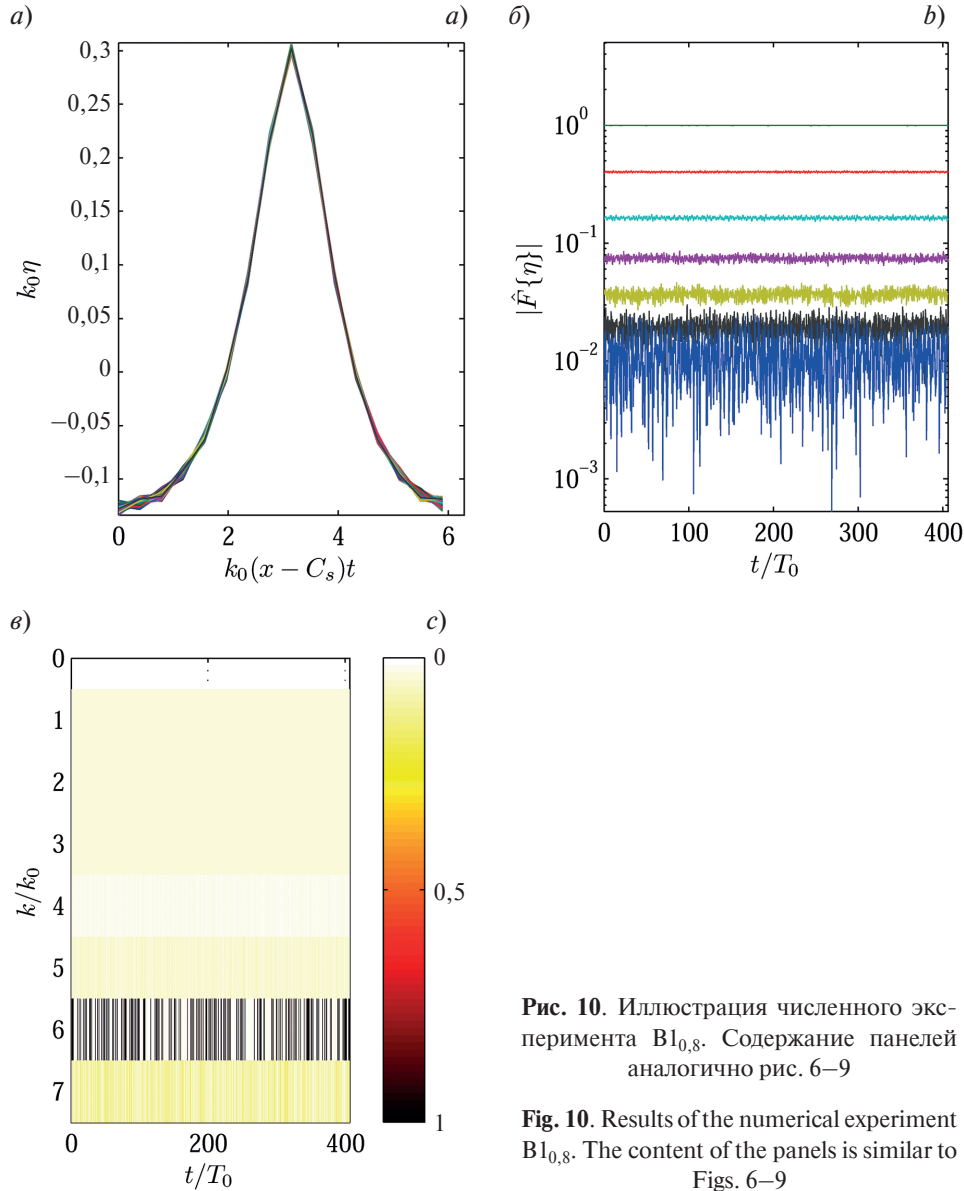 а)
a)
0,3
0,25
0,2
0,15
0,1
0,05
0
−0,05
−0,1
k₀η
0
2
4
6
k₀(x − Cₛ)t
б)
b)
10⁰
10⁻¹
10⁻²
10⁻³
|F̂{η}|
0
100
200
300
400
t/T₀
в)
c)
0
1
2
3
4
5
6
7
k/k₀
0
200
400
t/T₀
0
0,5
1
Рис. 10. Иллюстрация численного экс-
перимента B1₀,₈. Содержание панелей
аналогично рис. 6–9
Fig. 10. Results of the numerical experiment
B1₀,₈. The content of the panels is similar to
Figs. 6–9